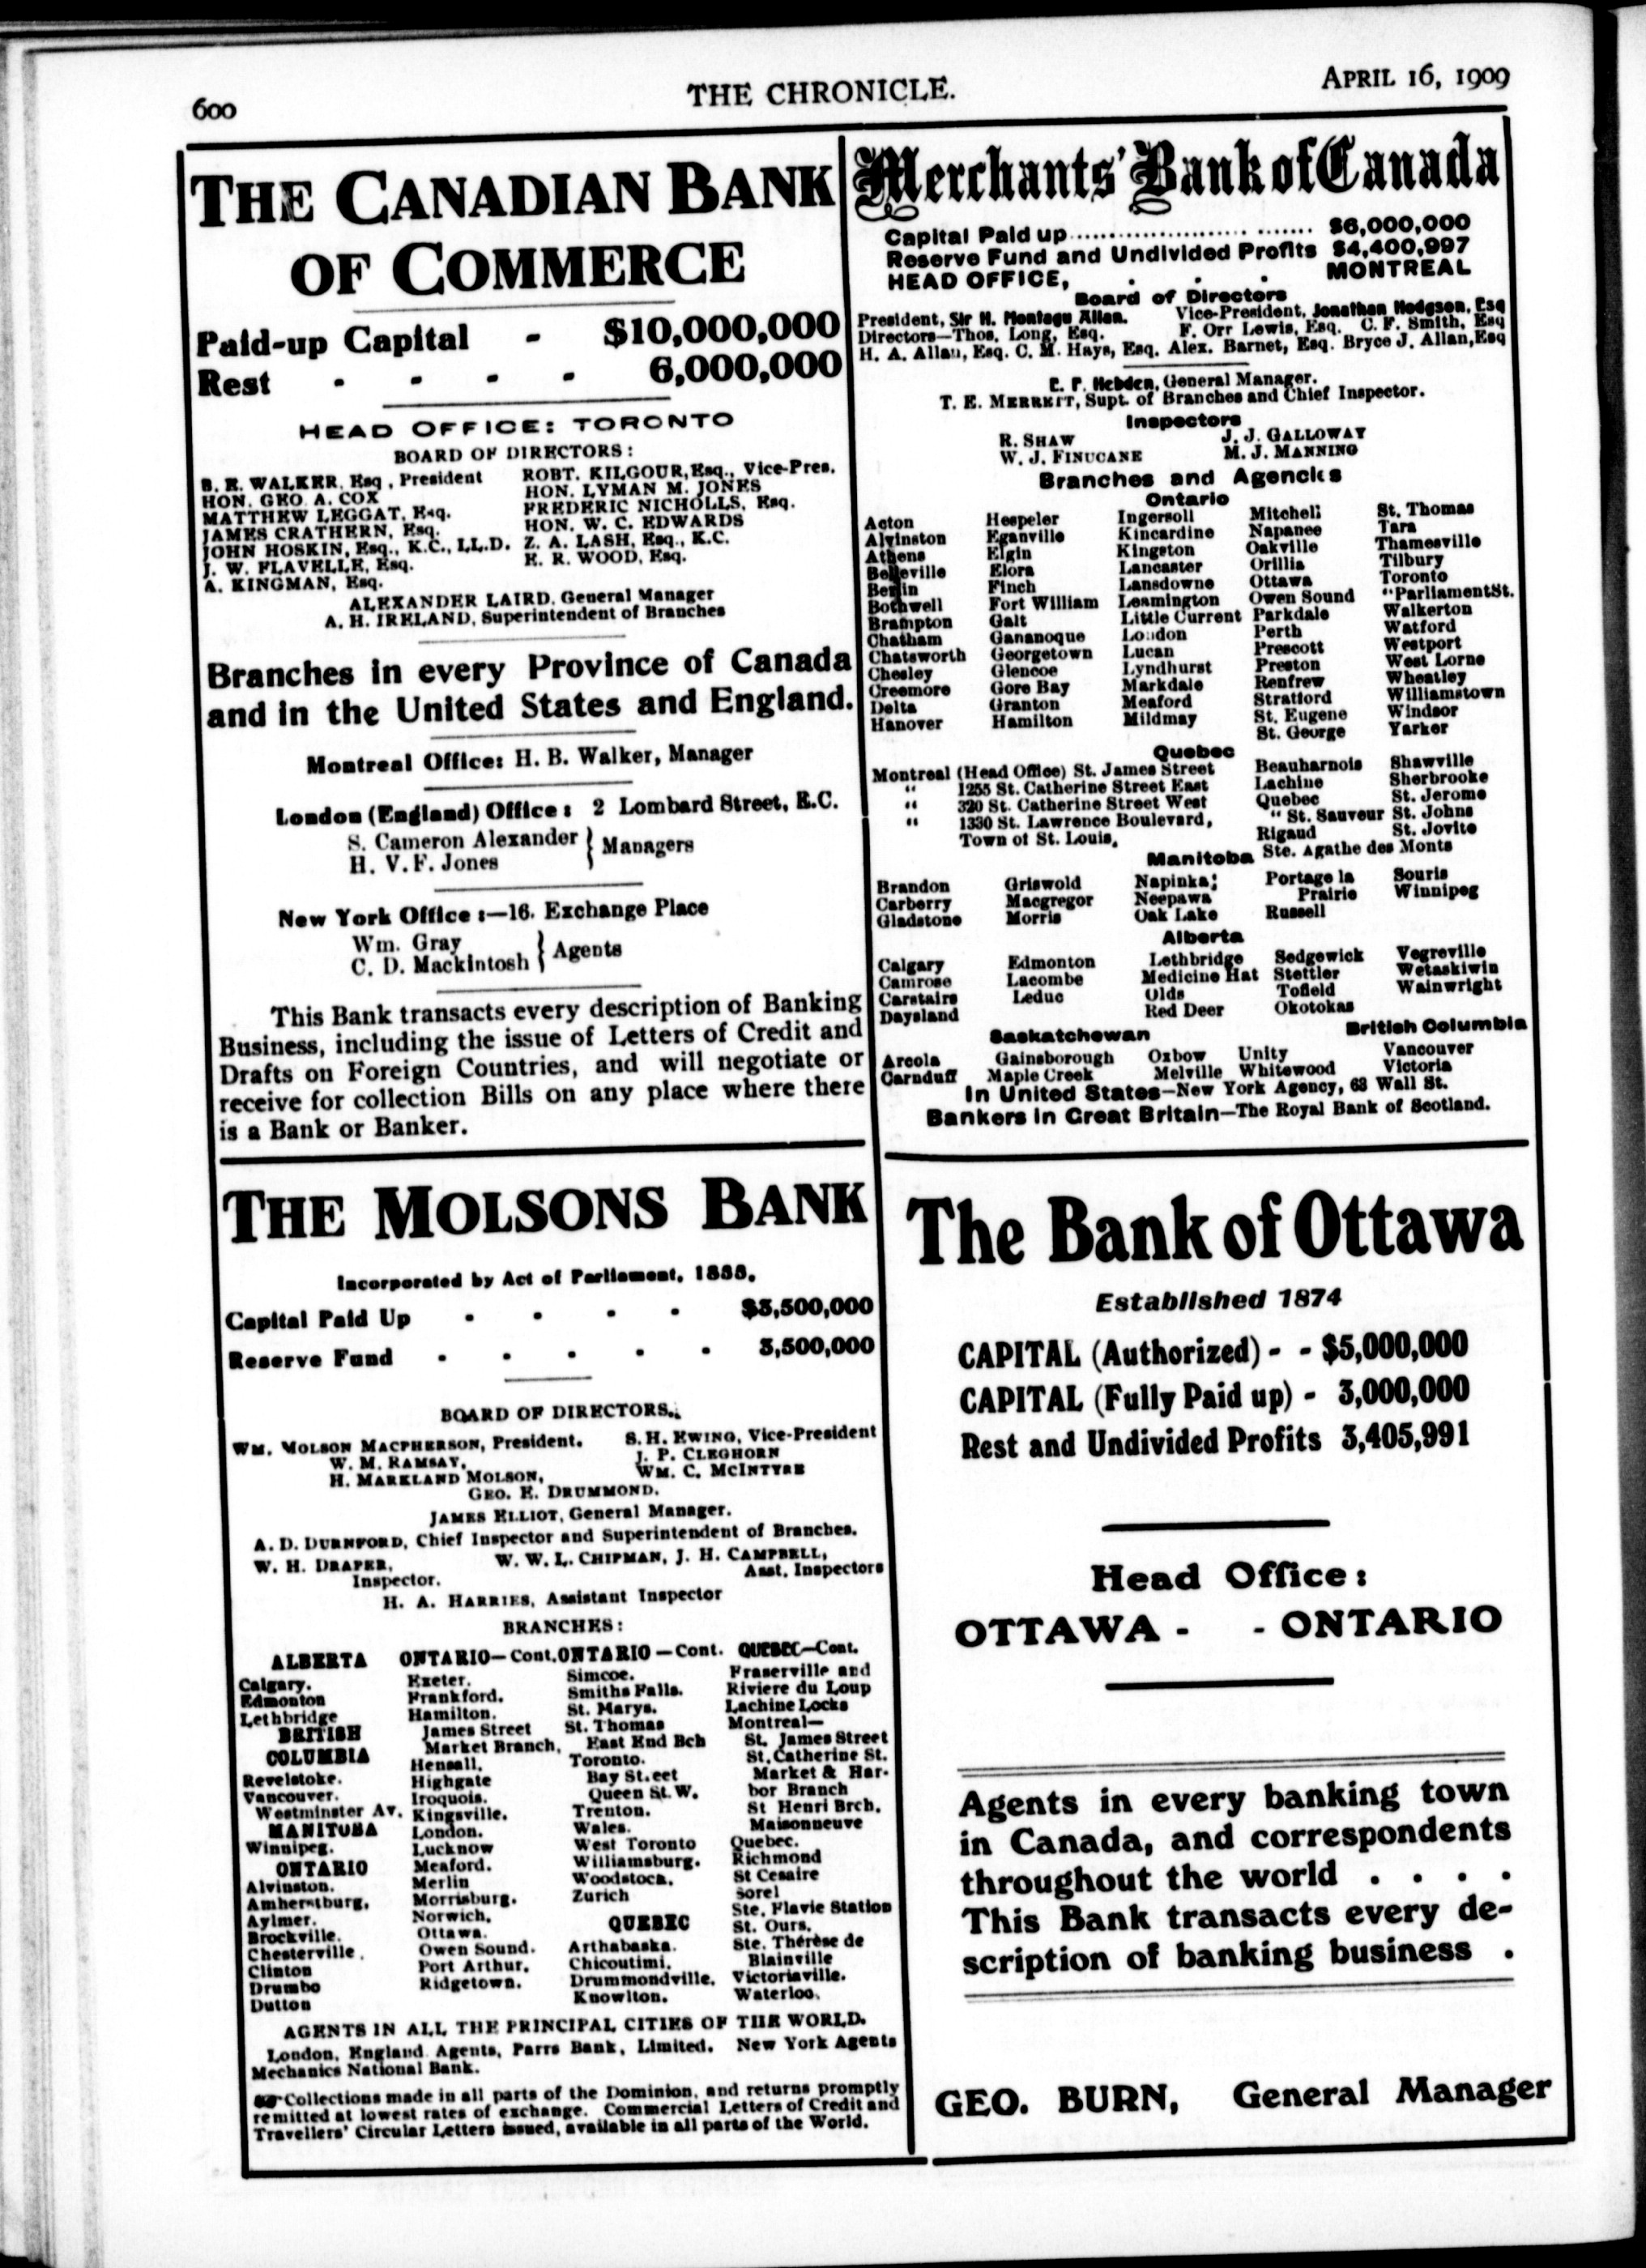 600
THE CHRONICLE.
APRIL 16, 1909
THE CANADIAN BANK
OF COMMERCE
Paid-up Capital - $10,000,000
Rest - - - - 6,000,000
HEAD OFFICE: TORONTO
BOARD OF DIRECTORS:
B. E. WALKER, Esq., President ROBT. KILGOUR, Esq., Vice-Pres.
HON. GEO. A. COX HON. LYMAN M. JONES
MATTHEW LEGGAT, Esq. FREDERIC NICHOLLS, Esq.
JAMES CRATHERN, Esq. HON. W. C. EDWARDS
JOHN HOSKIN, Esq., K.C., LL.D. Z. A. LASH, Esq., K.C.
J. W. FLAVELLE, Esq. E. R. WOOD, Esq.
A. KINGMAN, Esq.
ALEXANDER LAIRD, General Manager
A. H. IRELAND, Superintendent of Branches
Branches in every Province of Canada
and in the United States and England.
Montreal Office: H. B. Walker, Manager
London (England) Office: 2 Lombard Street, E.C.
S. Cameron Alexander } Managers
H. V. F. Jones
New York Office:—16. Exchange Place
Wm. Gray } Agents
C. D. Mackintosh
This Bank transacts every description of Banking
Business, including the issue of Letters of Credit and
Drafts on Foreign Countries, and will negotiate or
receive for collection Bills on any place where there
is a Bank or Banker.
Merchants' Bank of Canada
Capital Paid up........................... $6,000,000
Reserve Fund and Undivided Profits $4,400,997
HEAD OFFICE, . . . MONTREAL
Board of Directors
President, Sir H. Montagu Allan. Vice-President, Jonathan Hodgson, Esq
Directors—Thos. Long, Esq. F. Orr Lewis, Esq. C. F. Smith, Esq
H. A. Allan, Esq. C. M. Hays, Esq. Alex. Barnet, Esq. Bryce J. Allan, Esq
E. F. Hebden, General Manager.
T. E. MERRETT, Supt. of Branches and Chief Inspector.
Inspectors
R. SHAW J. J. GALLOWAY
W. J. FINUCANE M. J. MANNING
Branches and Agencies
Ontario
Acton Hespeler Ingersoll Mitchell St. Thomas
Alvinston Eganville Kincardine Napanee Tara
Athens Elgin Kingston Oakville Thamesville
Belleville Elora Lancaster Orillia Tilbury
Berlin Finch Lansdowne Ottawa Toronto
Bothwell Fort William Leamington Owen Sound "Parliament St.
Brampton Galt Little Current Parkdale Walkerton
Chatham Gananoque London Perth Watford
Chatsworth Georgetown Lucan Prescott Westport
Chesley Glencoe Lyndhurst Preston West Lorne
Creemore Gore Bay Markdale Renfrew Wheatley
Delta Granton Meaford Stratford Williamstown
Hanover Hamilton Mildmay St. Eugene Windsor
St. George Yarker
Quebec
Montreal (Head Office) St. James Street Beauharnois Shawville
" 1255 St. Catherine Street East Lachine Sherbrooke
" 320 St. Catherine Street West Quebec St. Jerome
" 1330 St. Lawrence Boulevard, " St. Sauveur St. Johns
Town of St. Louis, Rigaud St. Jovite
Ste. Agathe des Monts
Manitoba
Brandon Griswold Napinka Portage la Souris
Carberry Macgregor Neepawa Prairie Winnipeg
Gladstone Morris Oak Lake Russell
Alberta
Calgary Edmonton Lethbridge Sedgewick Vegreville
Camrose Lacombe Medicine Hat Stettler Wetaskiwin
Carstairs Leduc Olds Tofield Wainwright
Daysland Red Deer Okotokas
Saskatchewan British Columbia
Arcola Gainsborough Oxbow Unity Vancouver
Carnduff Maple Creek Melville Whitewood Victoria
In United States—New York Agency, 63 Wall St.
Bankers in Great Britain—The Royal Bank of Scotland.
THE MOLSONS BANK
Incorporated by Act of Parliament, 1855.
Capital Paid Up - - - - $3,500,000
Reserve Fund - - - - - 3,500,000
BOARD OF DIRECTORS.
WM. MOLSON MACPHERSON, President. S. H. EWING, Vice-President
W. M. RAMSAY, J. P. CLEGHORN
H. MARKLAND MOLSON, WM. C. MCINTYRE
GEO. E. DRUMMOND.
JAMES ELLIOT, General Manager.
A. D. DURNFORD, Chief Inspector and Superintendent of Branches.
W. H. DRAPER, W. W. L. CHIPMAN, J. H. CAMPBELL,
Inspector. Asst. Inspectors
H. A. HARRIES, Assistant Inspector
BRANCHES:
ALBERTA
Calgary.
Edmonton
Lethbridge
BRITISH
COLUMBIA
Revelstoke.
Vancouver.
Westminster Av.
MANITOBA
Winnipeg.
ONTARIO
Alvinston.
Amherstburg.
Aylmer.
Brockville.
Chesterville.
Clinton
Drumbo
Dutton
ONTARIO—Cont.
Exeter.
Frankford.
Hamilton.
James Street
Market Branch,
Hensall.
Highgate
Iroquois.
Kingsville.
London.
Lucknow
Meaford.
Merlin
Morrisburg.
Norwich.
Ottawa.
Owen Sound.
Port Arthur.
Ridgetown.
ONTARIO—Cont.
Simcoe.
Smiths Falls.
St. Marys.
St. Thomas
East End Bch
Toronto.
Bay Street
Queen St. W.
Trenton.
Wales.
West Toronto
Williamsburg.
Woodstock.
Zurich
QUEBEC
Arthabaska.
Chicoutimi.
Drummondville.
Knowlton.
QUEBEC—Cont.
Fraserville and
Riviere du Loup
Lachine Locks
Montreal—
St. James Street
St. Catherine St.
Market & Har-
bor Branch
St Henri Brch.
Maisonneuve
Quebec.
Richmond
St Cesaire
Sorel
Ste. Flavie Station
St. Ours.
Ste. Thérèse de
Blainville
Victoriaville.
Waterloo.
AGENTS IN ALL THE PRINCIPAL CITIES OF THE WORLD.
London, England Agents, Parrs Bank, Limited. New York Agents
Mechanics National Bank.
Collections made in all parts of the Dominion, and returns promptly
remitted at lowest rates of exchange. Commercial Letters of Credit and
Travellers' Circular Letters issued, available in all parts of the World.
The Bank of Ottawa
Established 1874
CAPITAL (Authorized) - - $5,000,000
CAPITAL (Fully Paid up) - 3,000,000
Rest and Undivided Profits 3,405,991
Head Office:
OTTAWA - - ONTARIO
Agents in every banking town
in Canada, and correspondents
throughout the world . . . .
This Bank transacts every de-
scription of banking business .
GEO. BURN, General Manager